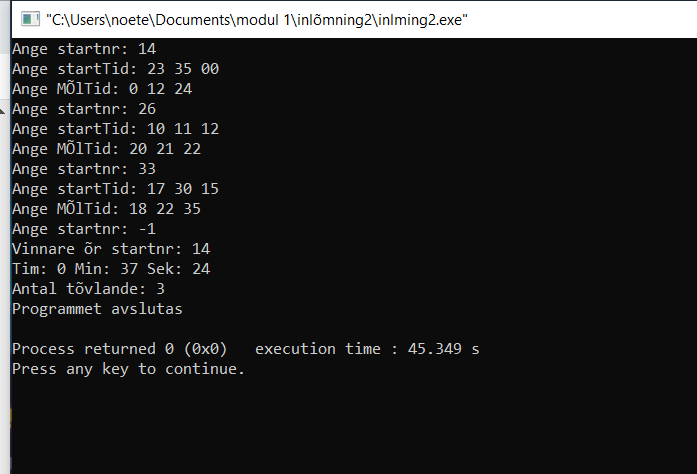 "C:\Users\noete\Documents\modul 1\inlõmning2\inlming2.exe"
Ange startnr: 14
Ange startTid: 23 35 00
Ange MÕlTid: 0 12 24
Ange startnr: 26
Ange startTid: 10 11 12
Ange MÕlTid: 20 21 22
Ange startnr: 33
Ange startTid: 17 30 15
Ange MÕlTid: 18 22 35
Ange startnr: -1
Vinnare õr startnr: 14
Tim: 0 Min: 37 Sek: 24
Antal tõvlande: 3
Programmet avslutas
Process returned 0 (0x0)   execution time : 45.349 s
Press any key to continue.